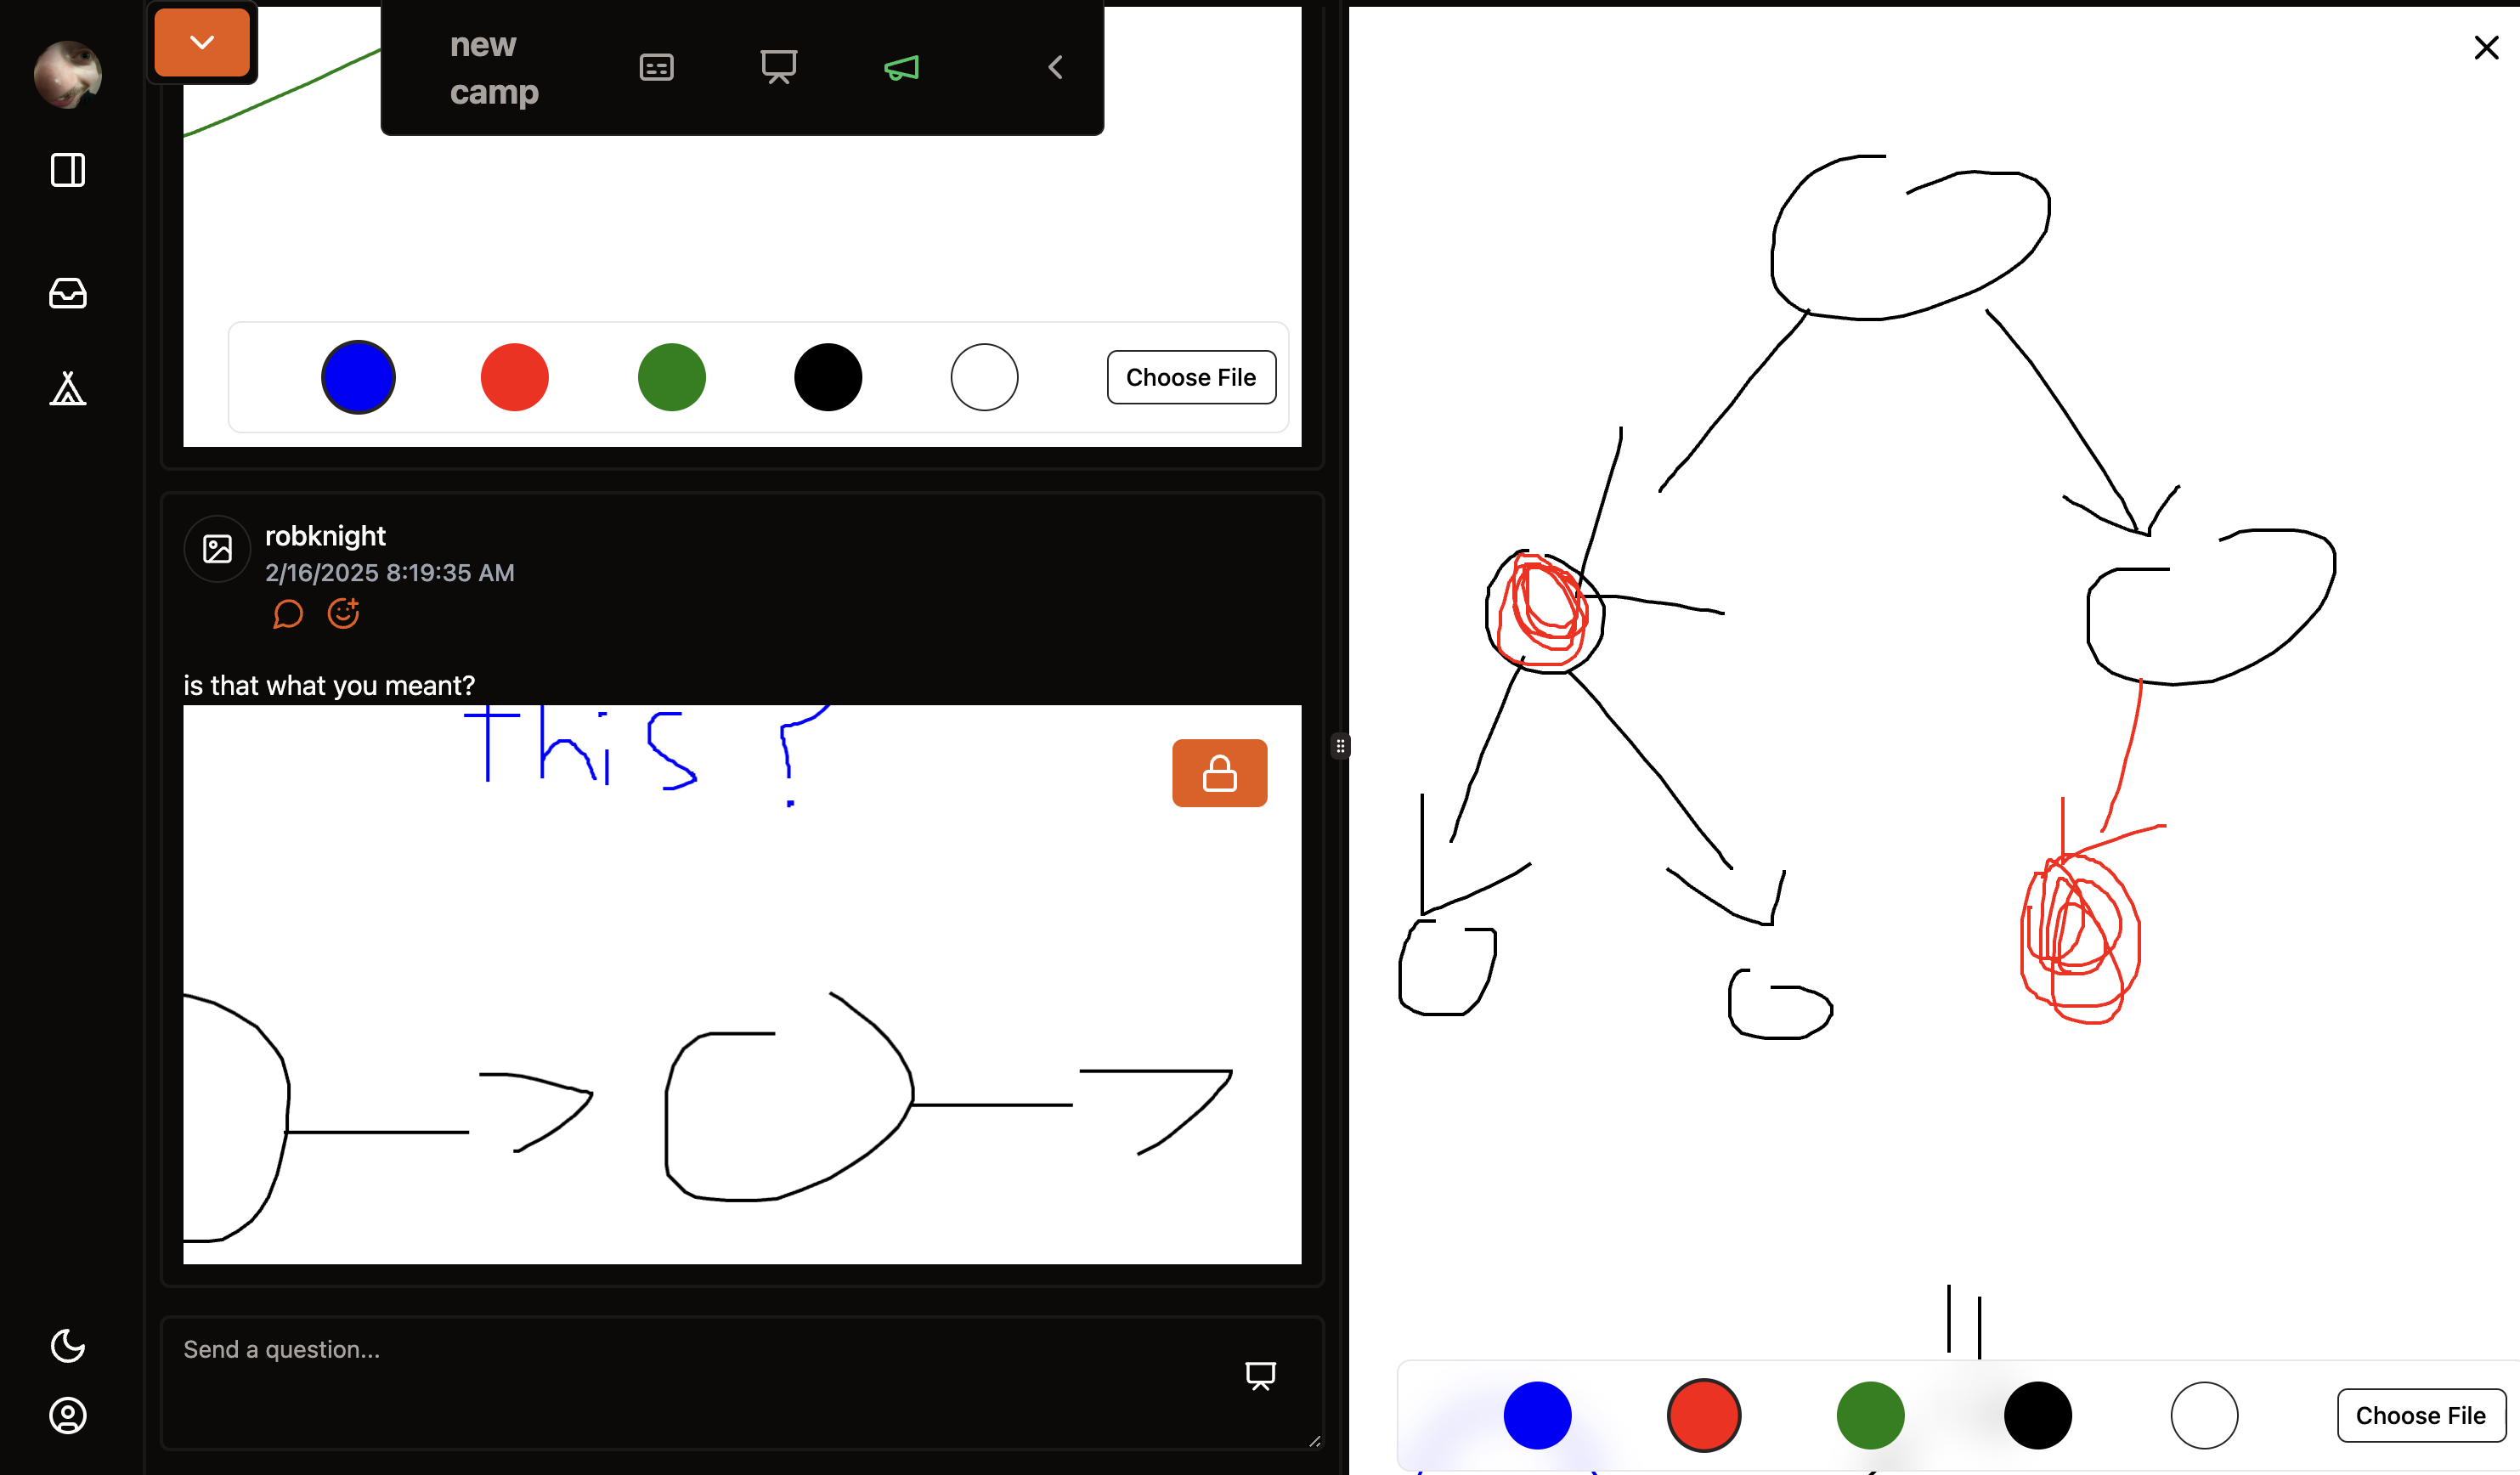 new
camp
Choose File
robknight
2/16/2025 8:19:35 AM
is that what you meant?
this ?
Send a question...
Choose File